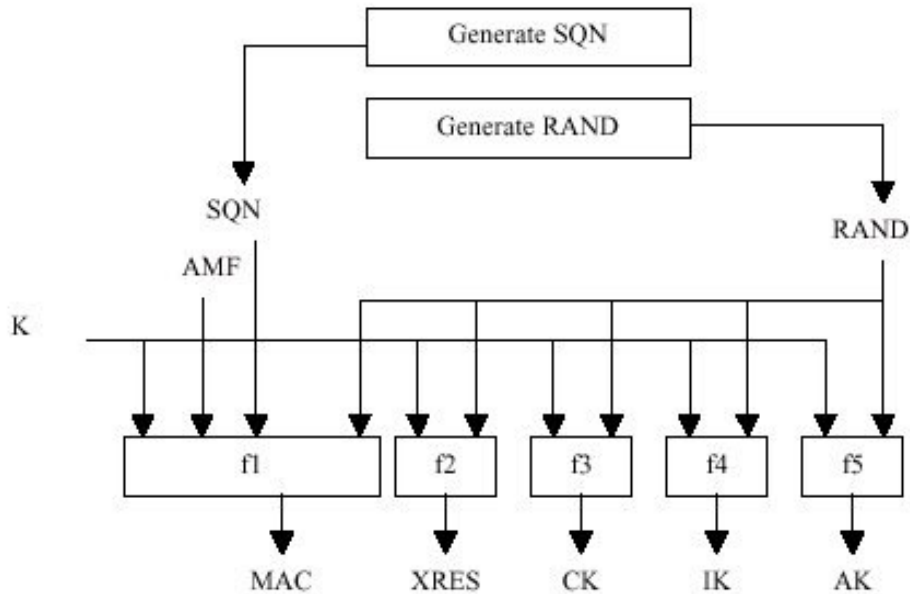 Generate SQN
Generate RAND
SQN
RAND
AMF
K
f1
f2
f3
f4
f5
MAC
XRES
CK
IK
AK